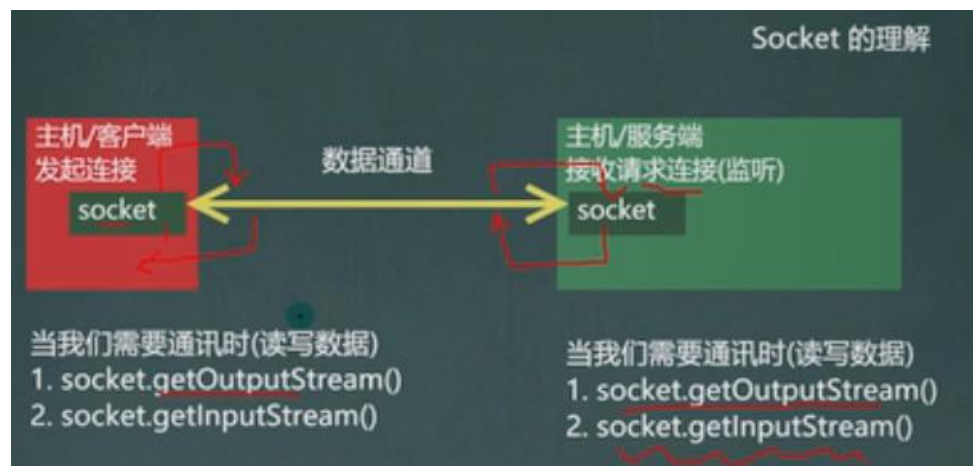 Socket 的理解
主机/客户端
发起连接
socket
数据通道
主机/服务端
接收请求连接(监听)
socket
当我们需要通讯时(读写数据)
1. socket.getOutputStream()
2. socket.getInputStream()
当我们需要通讯时(读写数据)
1. socket.getOutputStream()
2. socket.getInputStream()